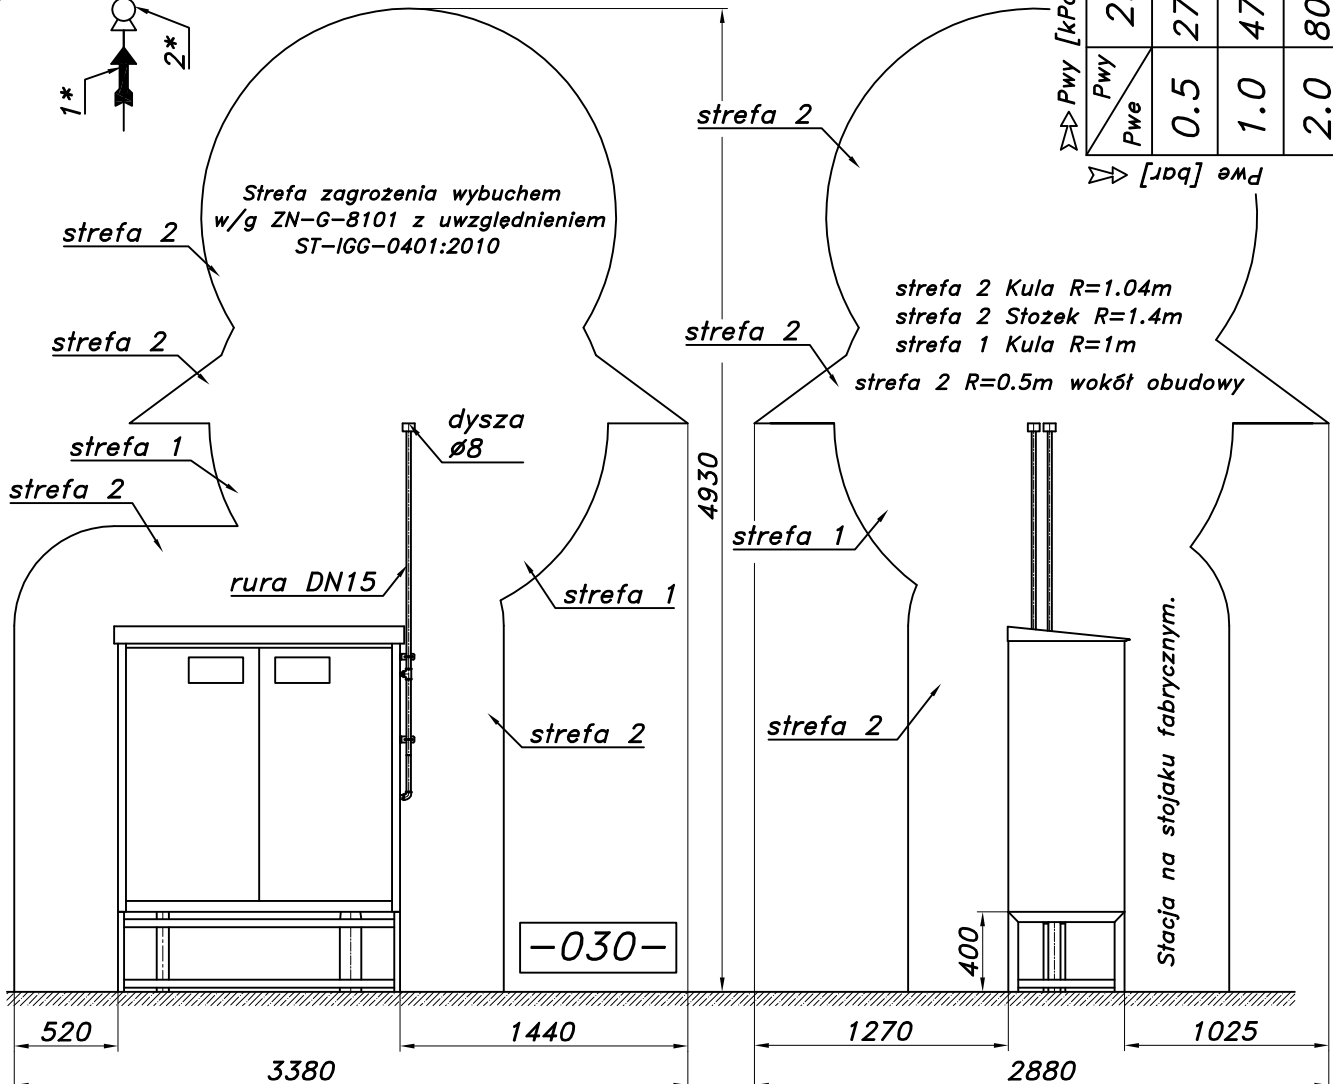 1*
2*
Strefa zagrożenia wybuchem
w/g ZN-G-8101 z uwzględnieniem
ST-IGG-0401:2010
strefa 2
strefa 2
strefa 1
strefa 2
dysza
ø8
rura DN15
strefa 1
strefa 2
-030-
520
1440
3380
4930
Pwy
Pwe
0.5
1.0
2.0
27
47
80
Pwe [bar]
strefa 2
strefa 2
strefa 2 Kula R=1.04m
strefa 2 Stożek R=1.4m
strefa 1 Kula R=1m
strefa 2 R=0.5m wokół obudowy
strefa 1
strefa 2
Stacja na stojaku fabrycznym.
400
1270
1025
2880